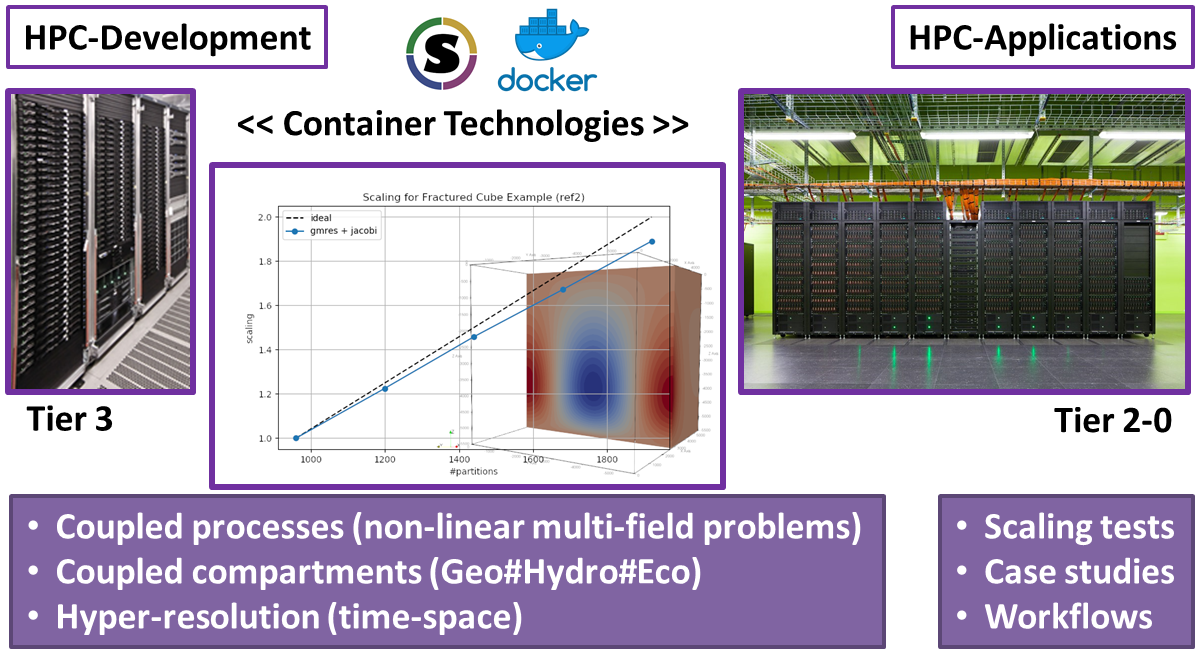 HPC-Development
S
docker
HPC-Applications
<< Container Technologies >>
Scaling for Fractured Cube Example (ref2)
ideal
gmres + jacobi
2.0
1.8
1.6
1.4
1.2
1.0
scaling
1000
1200
1400
1600
1800
#partitions
Tier 3
Tier 2-0
• Coupled processes (non-linear multi-field problems)
• Coupled compartments (Geo#Hydro#Eco)
• Hyper-resolution (time-space)
• Scaling tests
• Case studies
• Workflows